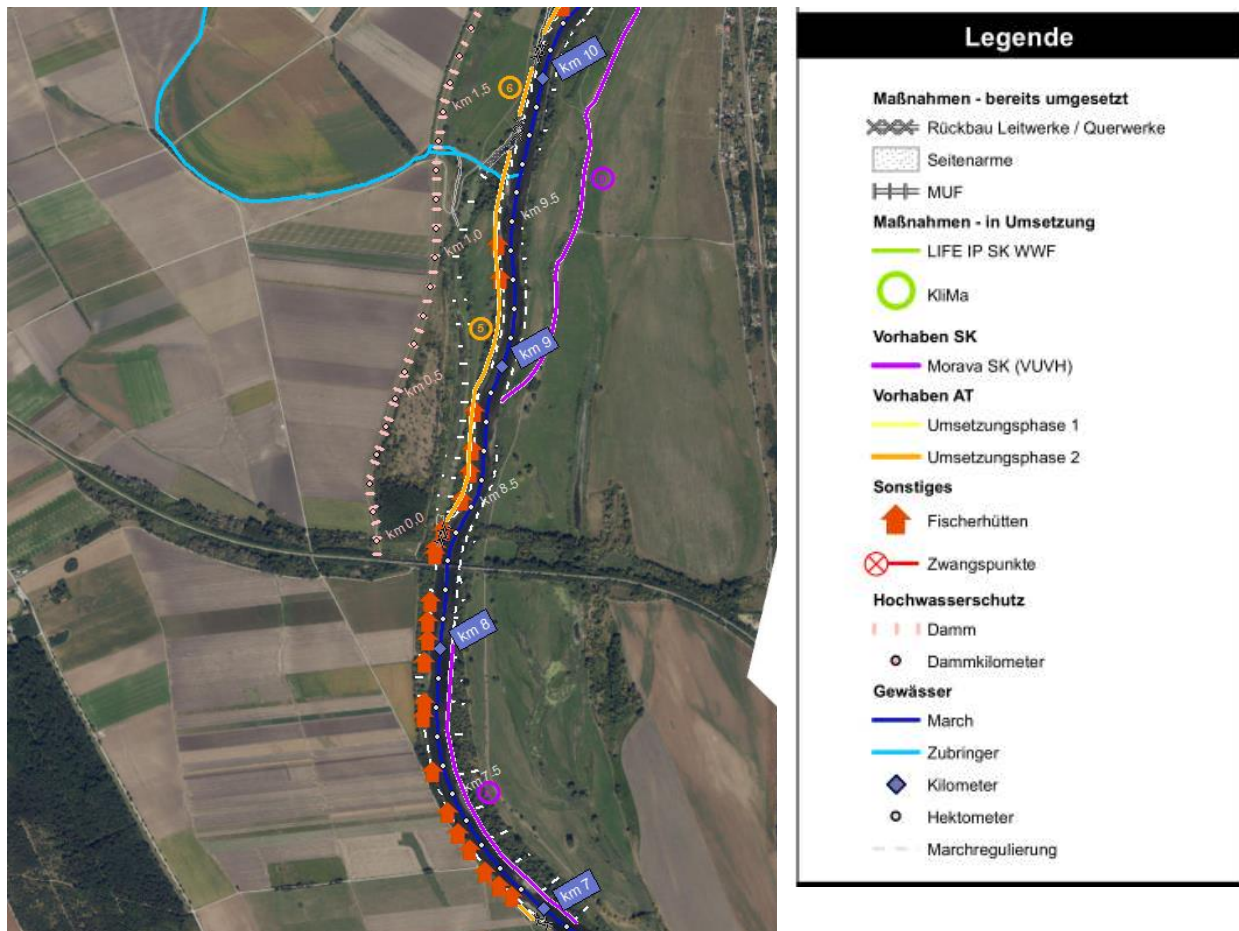 km 10
6
km 1.5
km 9.5
km 1.0
5
km 9
km 0.5
km 8.5
km 0.0
km 8
km 7.5
km 7
Legende
Maßnahmen - bereits umgesetzt
Rückbau Leitwerke / Querwerke
Seitenarme
MUF
Maßnahmen - in Umsetzung
LIFE IP SK WWF
KliMa
Vorhaben SK
Morava SK (VUVH)
Vorhaben AT
Umsetzungsphase 1
Umsetzungsphase 2
Sonstiges
Fischerhütten
Zwangspunkte
Hochwasserschutz
Damm
Dammkilometer
Gewässer
March
Zubringer
Kilometer
Hektometer
Marchregulierung